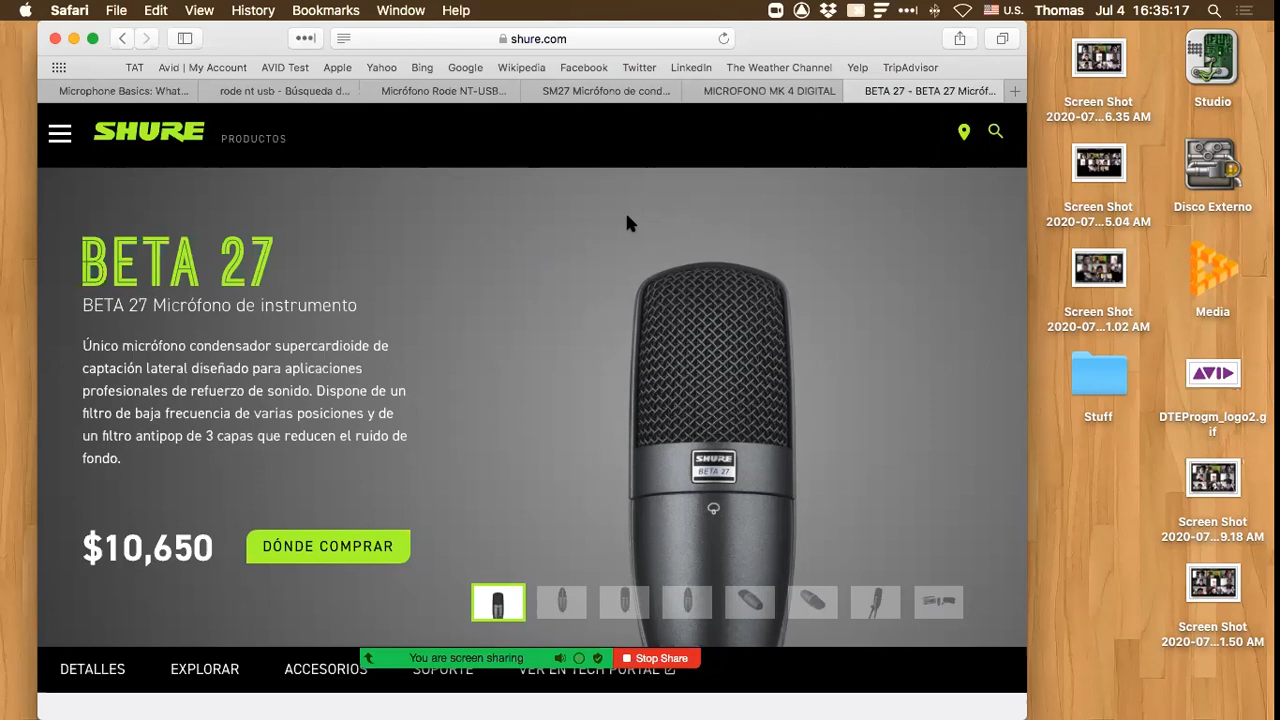 Safari File Edit View History Bookmarks Window Help U.S. Thomas Jul 4 16:35:17
shure.com
TAT Avid | My Account AVID Test Apple Yahoo Bing Google Wikipedia Facebook Twitter LinkedIn The Weather Channel Yelp TripAdvisor
Microphone Basics: What... rode nt usb - Búsqueda d... Micrófono Rode NT-USB... SM27 Micrófono de cond... MICROFONO MK 4 DIGITAL BETA 27 - BETA 27 Micróf...
SHURE PRODUCTOS
BETA 27
BETA 27 Micrófono de instrumento
Único micrófono condensador supercardioide de
captación lateral diseñado para aplicaciones
profesionales de refuerzo de sonido. Dispone de un
filtro de baja frecuencia de varias posiciones y de
un filtro antipop de 3 capas que reducen el ruido de
fondo.
$10,650 DÓNDE COMPRAR
SHURE
BETA 27
You are screen sharing Stop Share
DETALLES EXPLORAR ACCESORIOS SOPORTE VER EN TECH PORTAL
Screen Shot
2020-07...6.35 AM
Studio
Screen Shot
2020-07...5.04 AM
Disco Externo
Screen Shot
2020-07...1.02 AM
Media
Stuff
AVID
DTEProgm_logo2.g
if
Screen Shot
2020-07...9.18 AM
Screen Shot
2020-07...1.50 AM